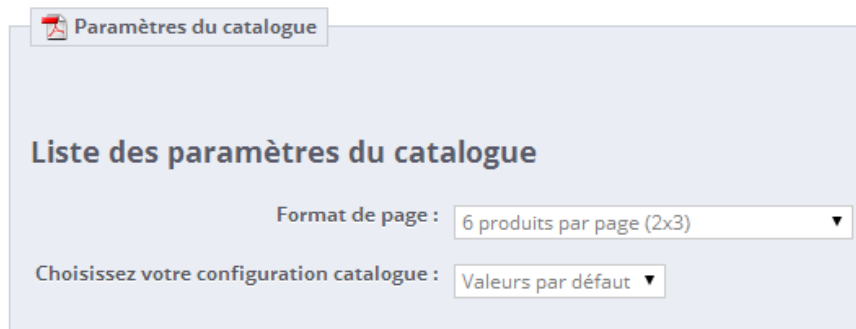 Paramètres du catalogue
Liste des paramètres du catalogue
Format de page : 6 produits par page (2x3)
Choisissez votre configuration catalogue : Valeurs par défaut